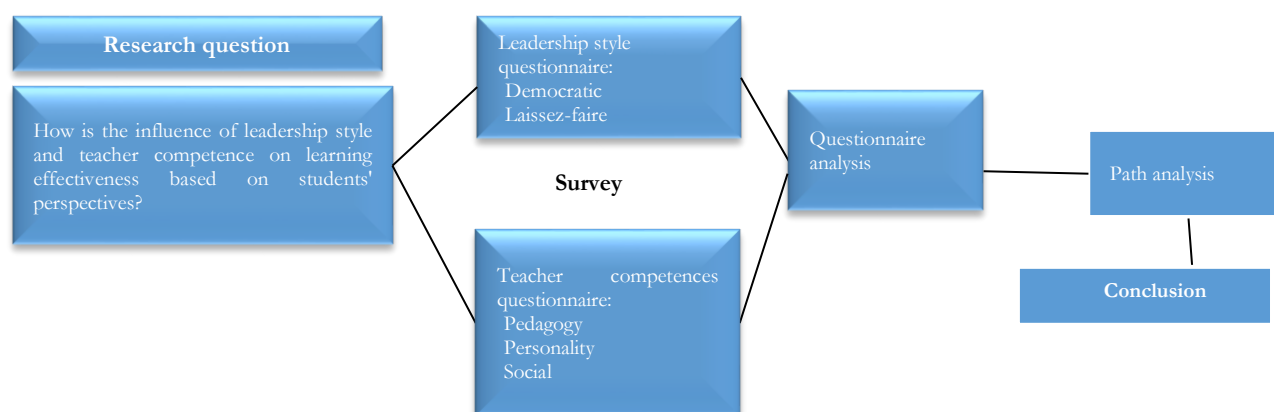 Research question
How is the influence of leadership style
and teacher competence on learning
effectiveness based on students'
perspectives?
Leadership style
questionnaire:
Democratic
Laissez-faire
Survey
Teacher competences
questionnaire:
Pedagogy
Personality
Social
Questionnaire
analysis
Path analysis
Conclusion